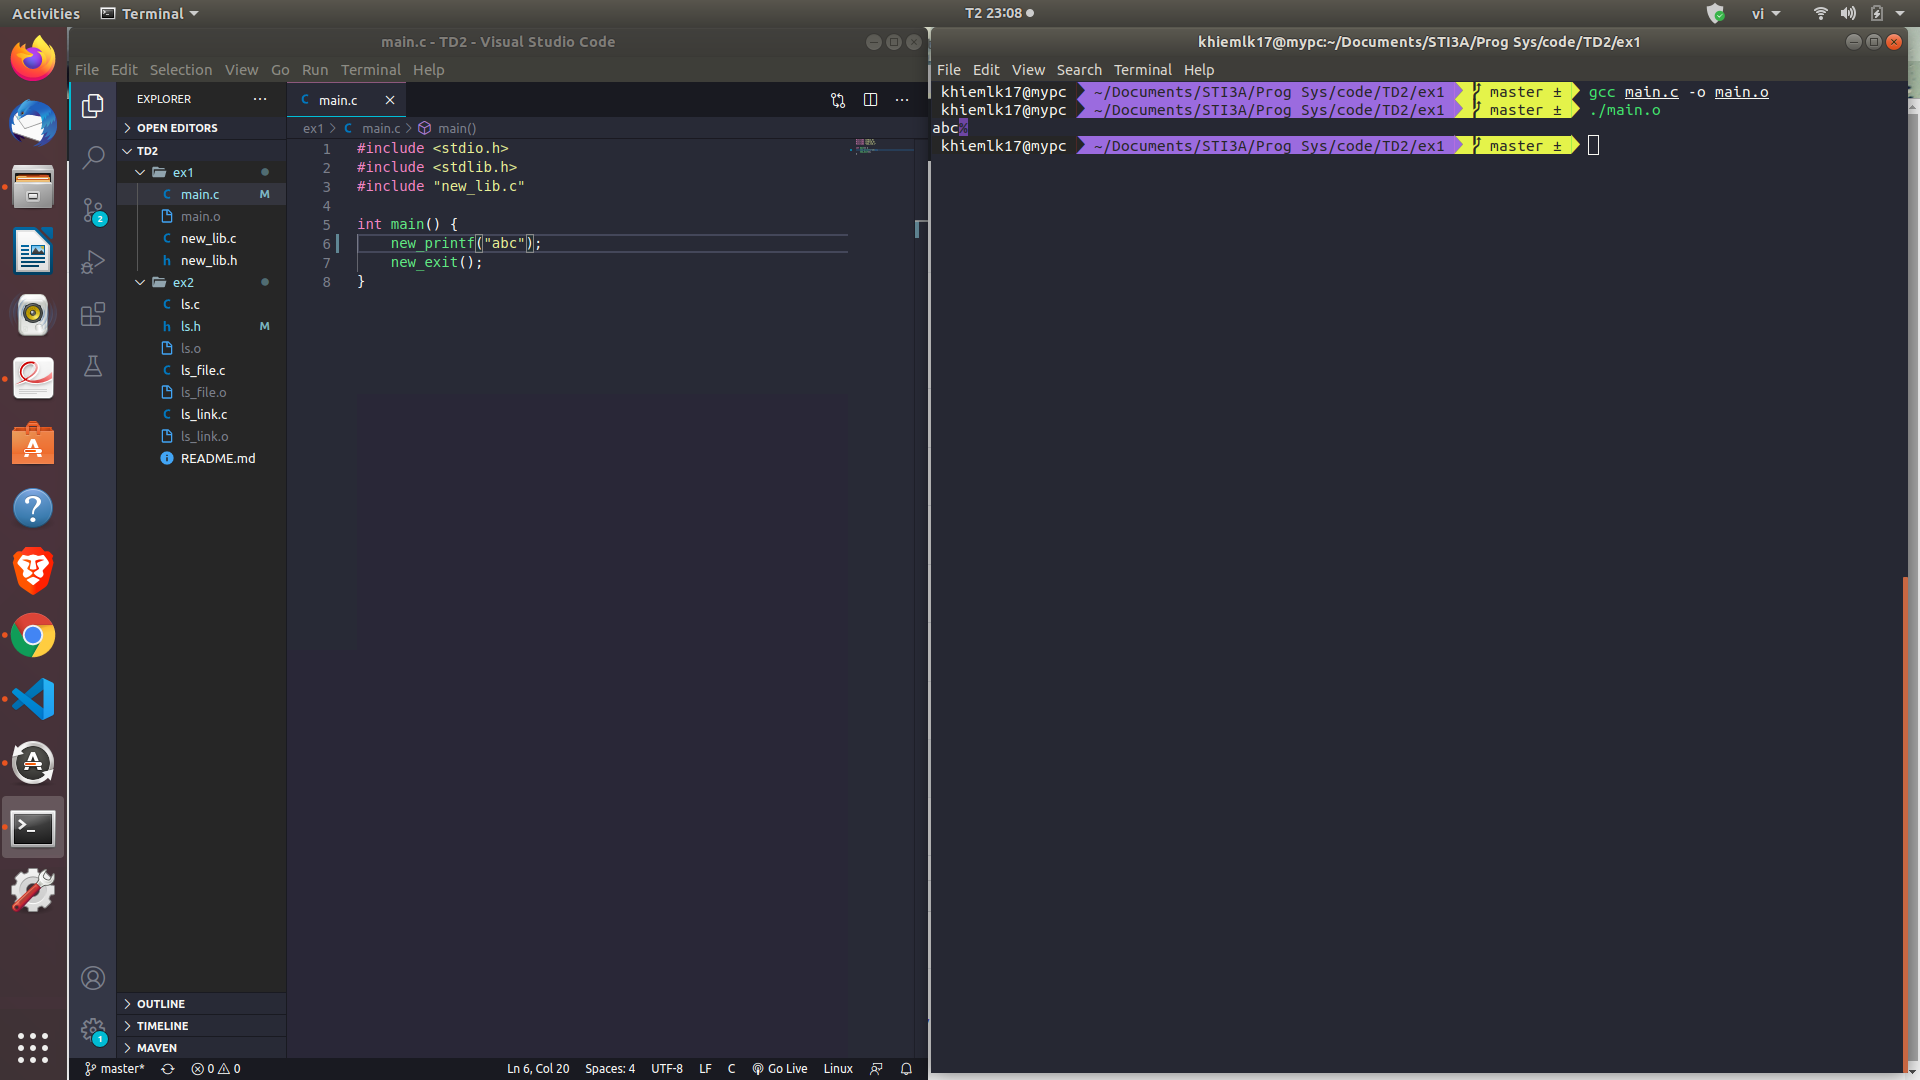 Activities
Terminal
T2 23:08
vi
main.c - TD2 - Visual Studio Code
File Edit Selection View Go Run Terminal Help
EXPLORER
OPEN EDITORS
TD2
ex1
main.c M
main.o
new_lib.c
new_lib.h
ex2
ls.c
ls.h M
ls.o
ls_file.c
ls_file.o
ls_link.c
ls_link.o
README.md
OUTLINE
TIMELINE
MAVEN
2
1
main.c
ex1 > C main.c > main()
1 #include <stdio.h>
2 #include <stdlib.h>
3 #include "new_lib.c"
4
5 int main() {
6 new_printf("abc");
7 new_exit();
8 }
master* 0 0 Ln 6, Col 20 Spaces: 4 UTF-8 LF C Go Live Linux
khiemlk17@mypc:~/Documents/STI3A/Prog Sys/code/TD2/ex1
File Edit View Search Terminal Help
khiemlk17@mypc ~/Documents/STI3A/Prog Sys/code/TD2/ex1 master ± gcc main.c -o main.o
khiemlk17@mypc ~/Documents/STI3A/Prog Sys/code/TD2/ex1 master ± ./main.o
abc%
khiemlk17@mypc ~/Documents/STI3A/Prog Sys/code/TD2/ex1 master ±